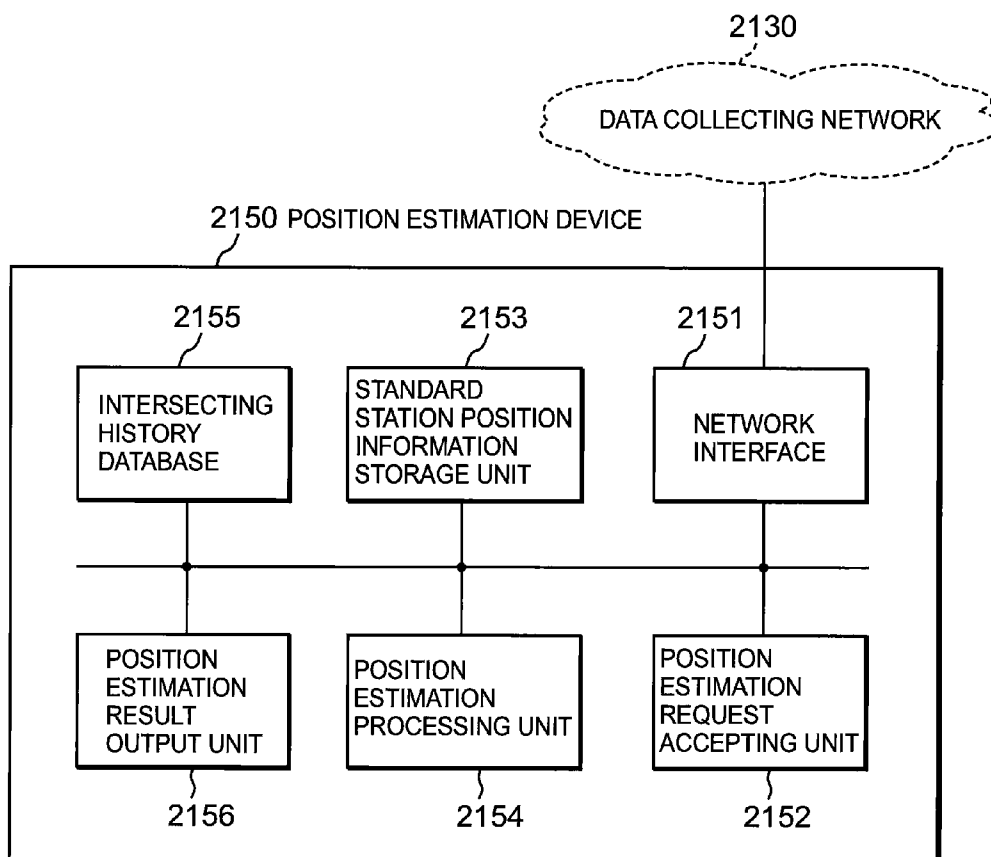 2130
DATA COLLECTING NETWORK
2150 POSITION ESTIMATION DEVICE
2155
2153
2151
INTERSECTING
HISTORY
DATABASE
STANDARD
STATION POSITION
INFORMATION
STORAGE UNIT
NETWORK
INTERFACE
POSITION
ESTIMATION
RESULT
OUTPUT UNIT
POSITION
ESTIMATION
PROCESSING UNIT
POSITION
ESTIMATION
REQUEST
ACCEPTING UNIT
2156
2154
2152